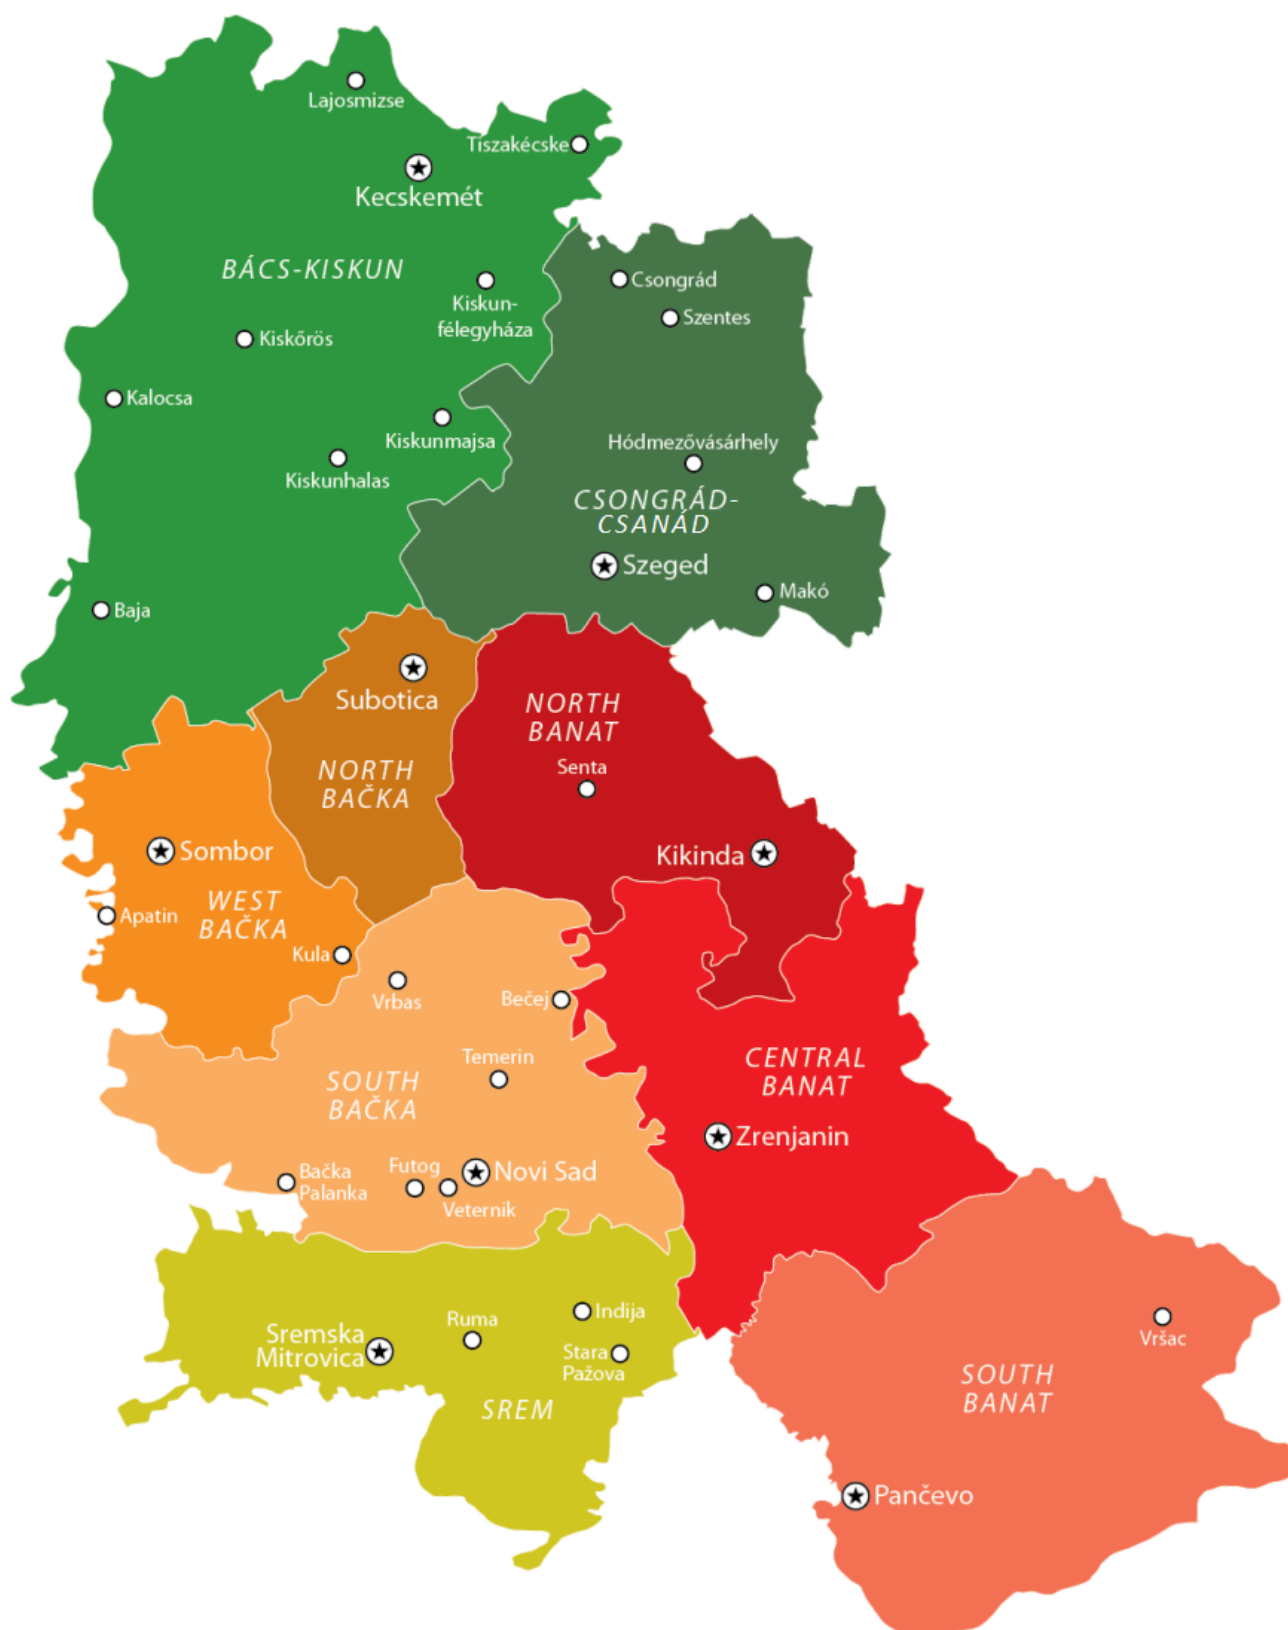 Lajosmizse
Tiszakécske
Kecskemét
BÁCS-KISKUN
Csongrád
Kiskun-
félegyháza
Szentes
Kiskőrös
Kalocsa
Kiskunmajsa
Hódmezővásárhely
Kiskunhalas
CSONGRÁD-
CSANÁD
Szeged
Makó
Baja
Subotica
NORTH
BANAT
NORTH
BAČKA
Senta
Sombor
Kikinda
WEST
BAČKA
Apatin
Kula
Vrbas
Bečej
Temerin
CENTRAL
BANAT
SOUTH
BAČKA
Zrenjanin
Bačka
Palanka
Futog
Novi Sad
Veternik
Indija
Ruma
Sremska
Mitrovica
Stara
Pažova
Vršac
SREM
SOUTH
BANAT
Pančevo